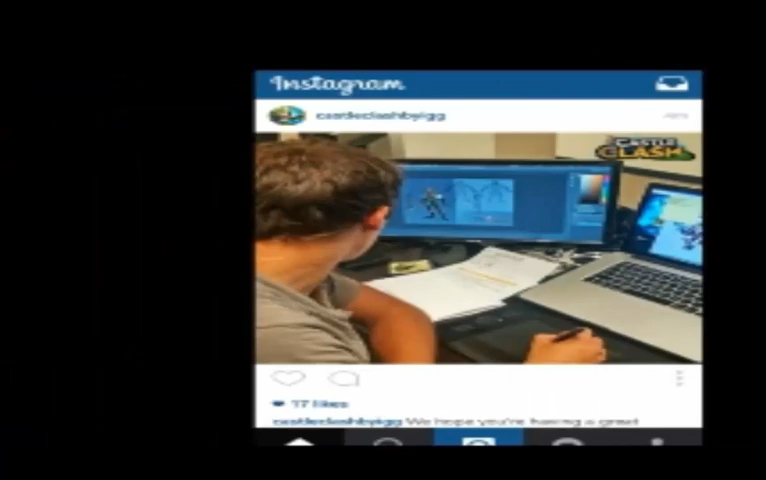 Instagram
castleclashbyigg
CASTLE
CLASH
17 likes
castleclashbyigg We hope you're having a great